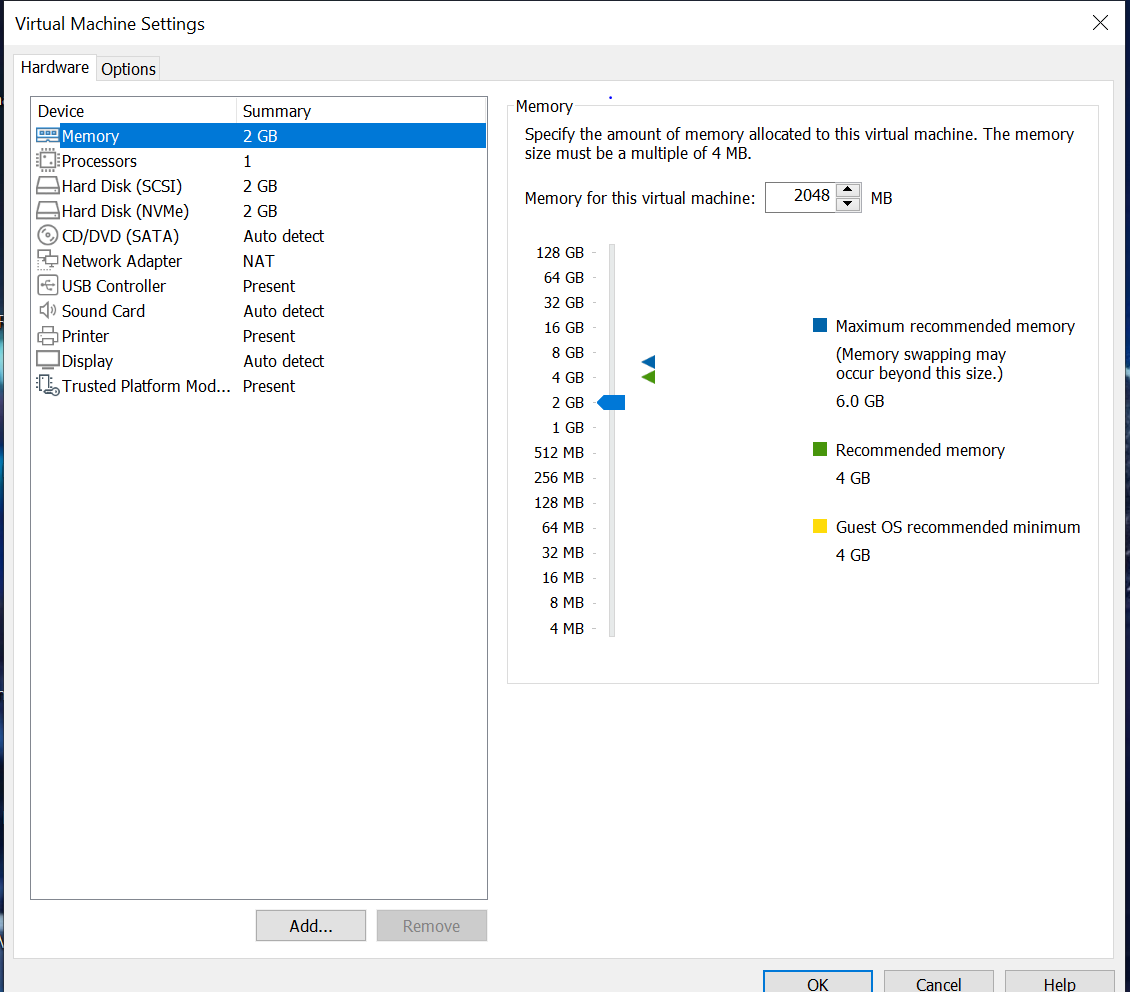 Virtual Machine Settings
Hardware Options
Device Summary
Memory 2 GB
Processors 1
Hard Disk (SCSI) 2 GB
Hard Disk (NVMe) 2 GB
CD/DVD (SATA) Auto detect
Network Adapter NAT
USB Controller Present
Sound Card Auto detect
Printer Present
Display Auto detect
Trusted Platform Mod... Present
Add... Remove
Memory
Specify the amount of memory allocated to this virtual machine. The memory
size must be a multiple of 4 MB.
Memory for this virtual machine: 2048 MB
128 GB
64 GB
32 GB
16 GB
8 GB
4 GB
2 GB
1 GB
512 MB
256 MB
128 MB
64 MB
32 MB
16 MB
8 MB
4 MB
Maximum recommended memory
(Memory swapping may
occur beyond this size.)
6.0 GB
Recommended memory
4 GB
Guest OS recommended minimum
4 GB
OK Cancel Help